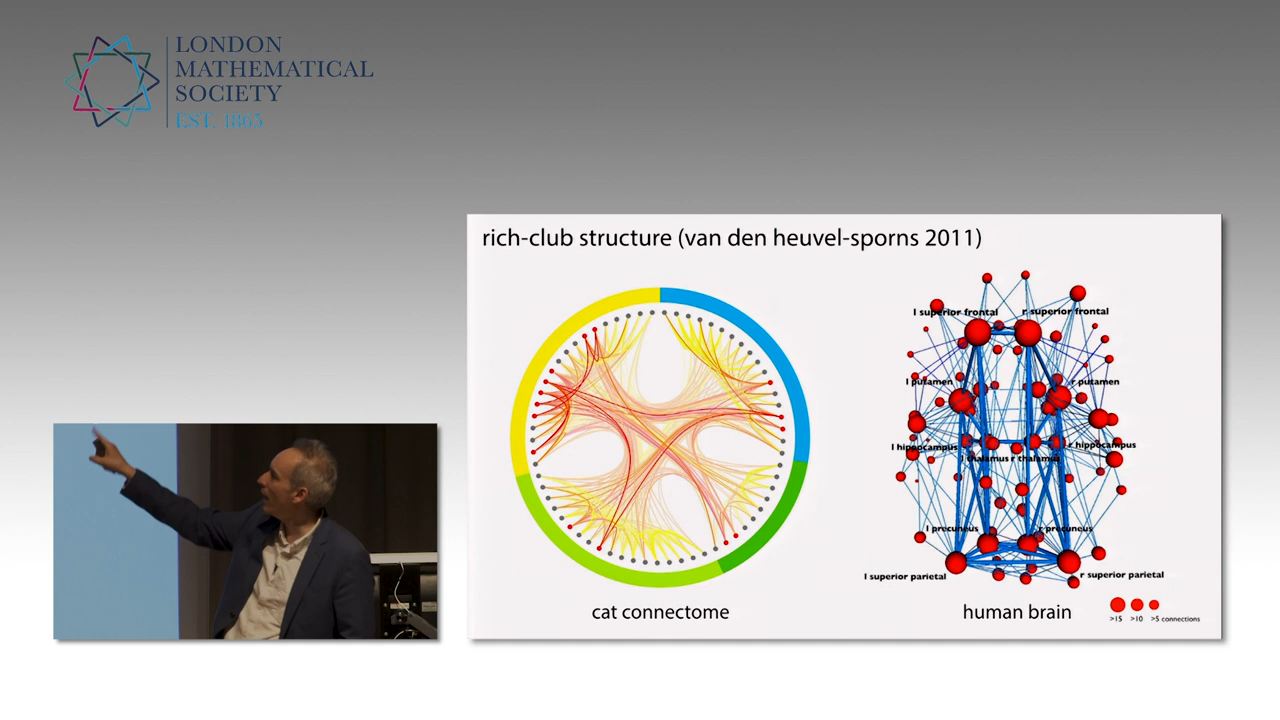 LONDON
MATHEMATICAL
SOCIETY
EST. 1865
rich-club structure (van den heuvel-sporns 2011)
l superior frontal
r superior frontal
l putamen
r putamen
l hippocampus
r hippocampus
l thalamus
r thalamus
l precuneus
r precuneus
l superior parietal
r superior parietal
cat connectome
human brain
>15 >10 >5 connections